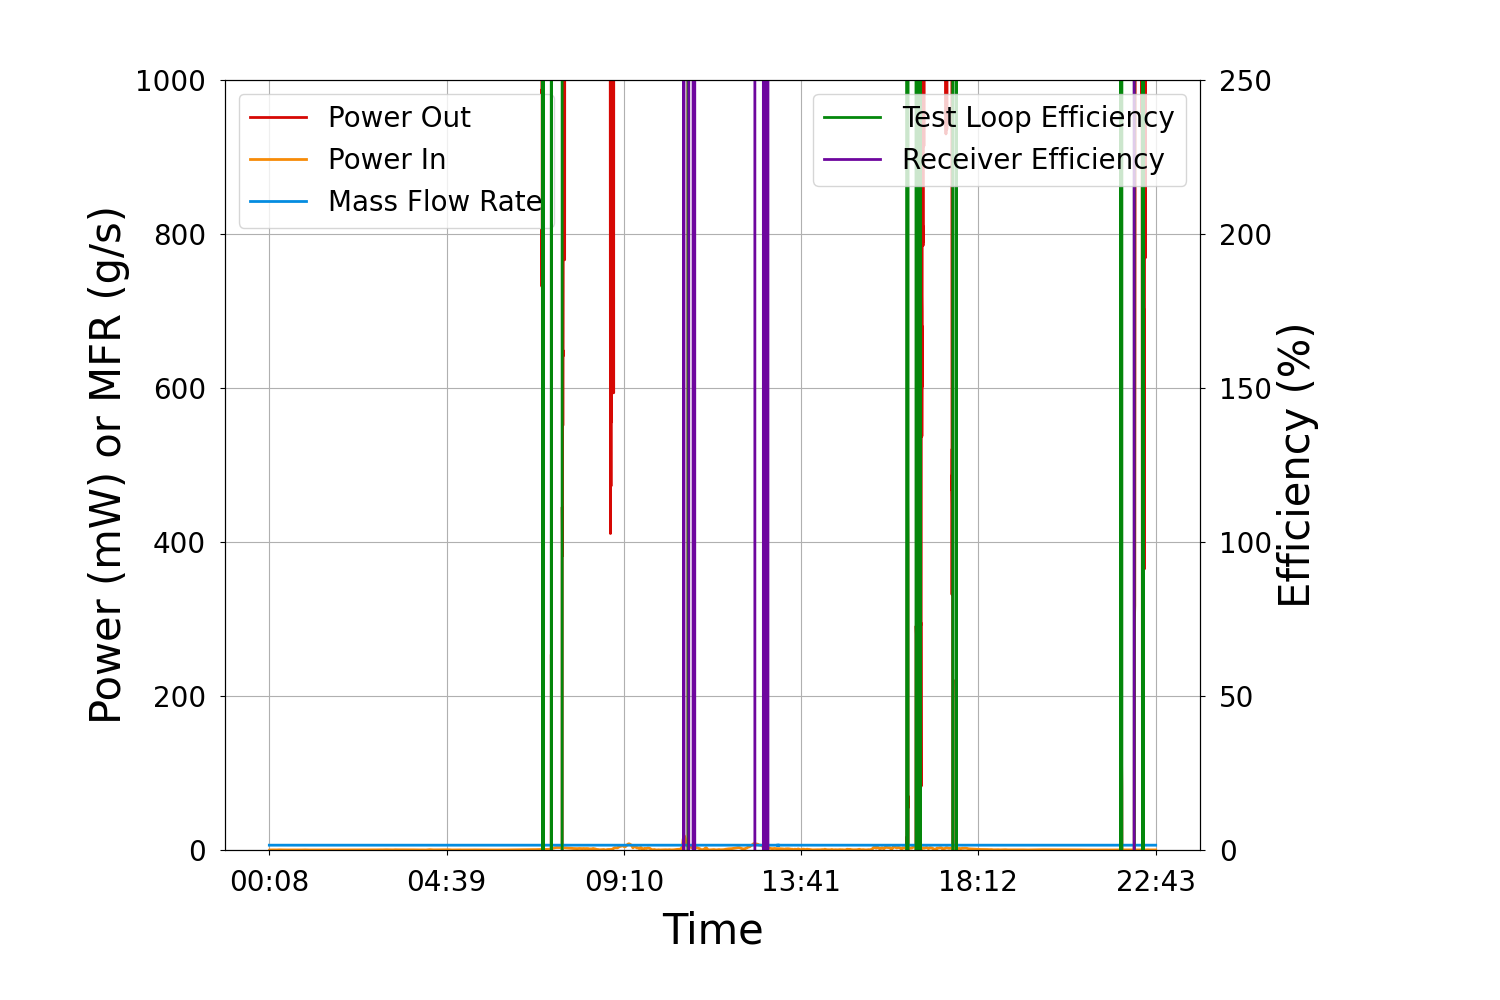 1000
800
600
400
200
0
Power (mW) or MFR (g/s)
Power Out
Power In
Mass Flow Rate
Test Loop Efficiency
Receiver Efficiency
250
200
150
100
50
0
Efficiency (%)
00:08 04:39 09:10 13:41 18:12 22:43
Time